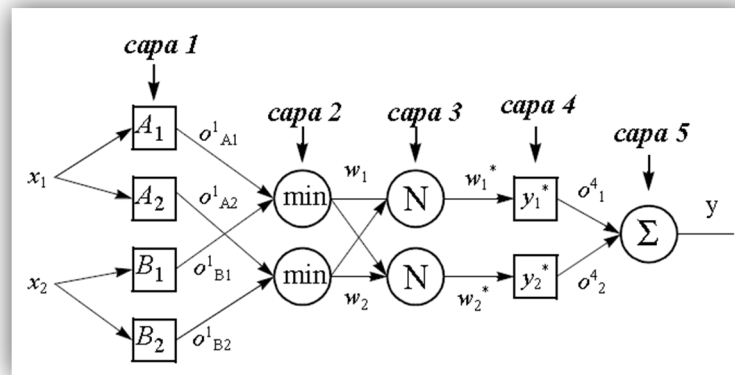 capa 1
capa 2 capa 3 capa 4
capa 5
A₁ o¹A1
x₁ w₁ w₁* o⁴₁
A₂ o¹A2 min N y₁* y
Σ
B₁ o¹B1 min N y₂* o⁴₂
x₂ w₂ w₂*
B₂ o¹B2